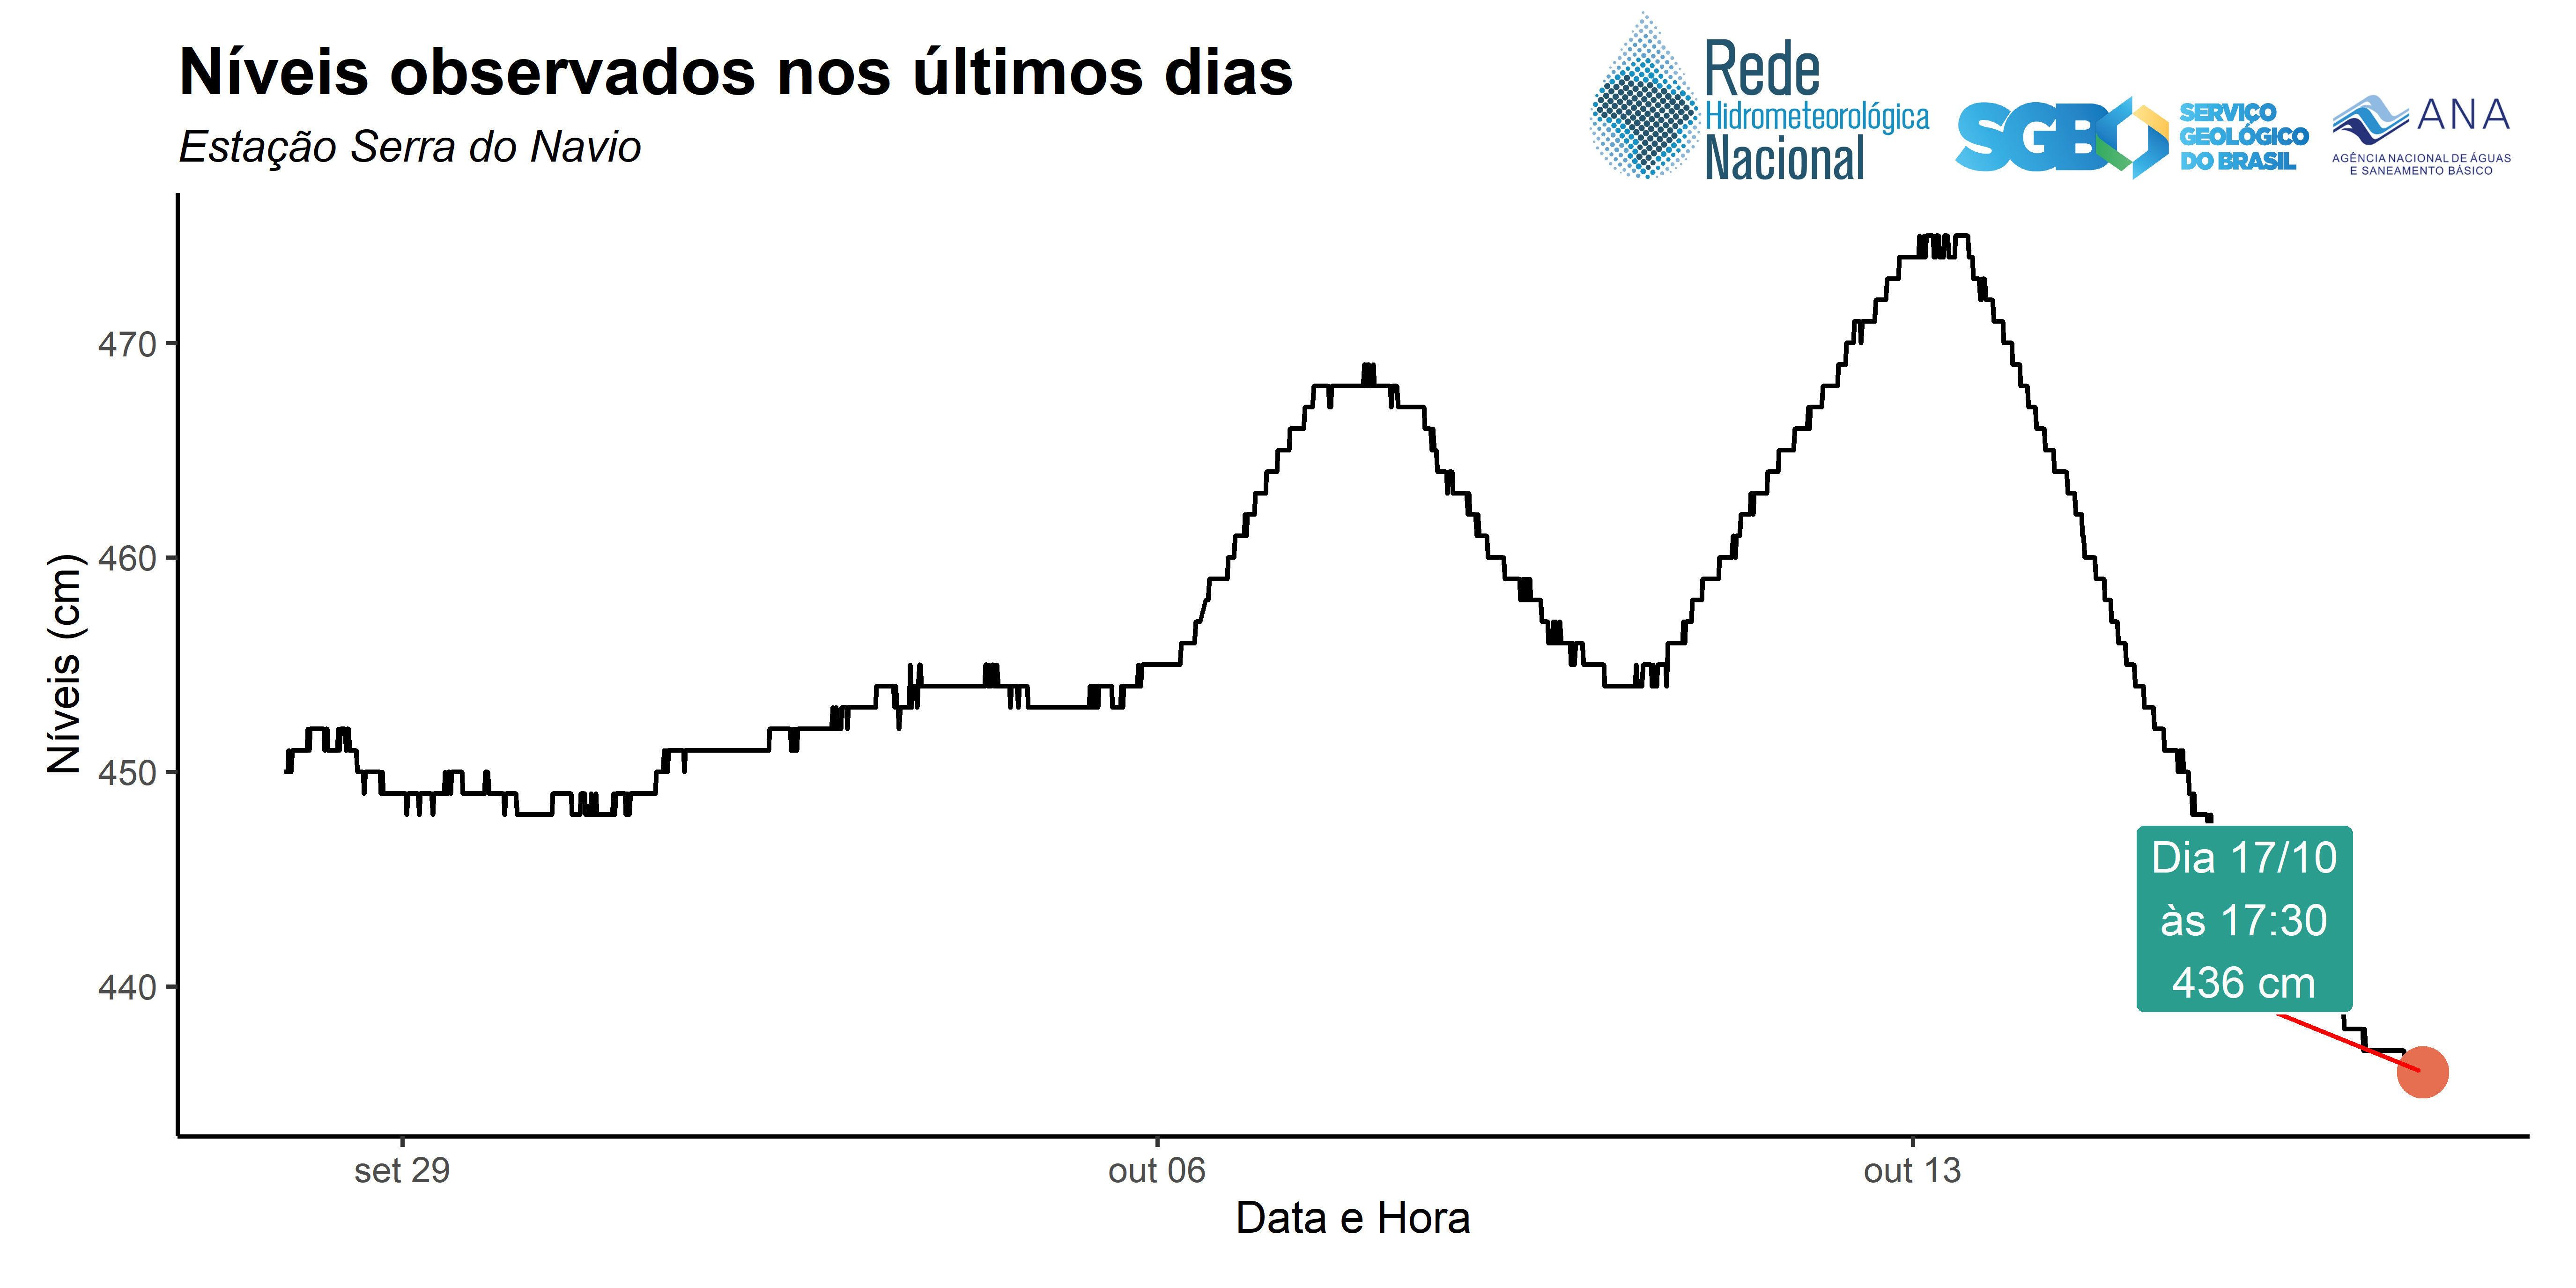 Níveis observados nos últimos dias
Estação Serra do Navio
Rede
Hidrometeorológica
Nacional
SGB
SERVIÇO
GEOLÓGICO
DO BRASIL
ANA
AGÊNCIA NACIONAL DE ÁGUAS
E SANEAMENTO BÁSICO
Níveis (cm)
470
460
450
440
Dia 17/10
às 17:30
436 cm
set 29
out 06
out 13
Data e Hora